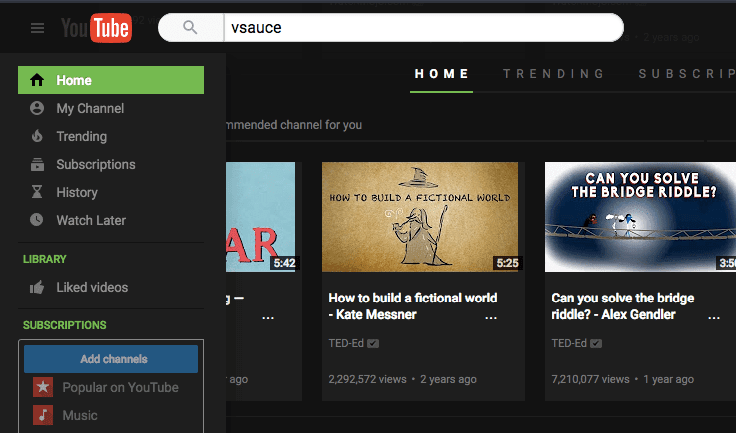 YouTube
92 views
vsauce
2 years ago
Home
My Channel
Trending
Subscriptions
History
Watch Later
LIBRARY
Liked videos
SUBSCRIPTIONS
Add channels
Popular on YouTube
Music
HOME TRENDING SUBSCRIP
mmended channel for you
AR
5:42
g –
...
ago
HOW TO BUILD A FICTIONAL WORLD
5:25
How to build a fictional world
- Kate Messner
...
TED-Ed
2,292,572 views • 2 years ago
CAN YOU SOLVE
THE BRIDGE RIDDLE?
3:50
Can you solve the bridge
riddle? - Alex Gendler
...
TED-Ed
7,210,077 views • 1 year ago